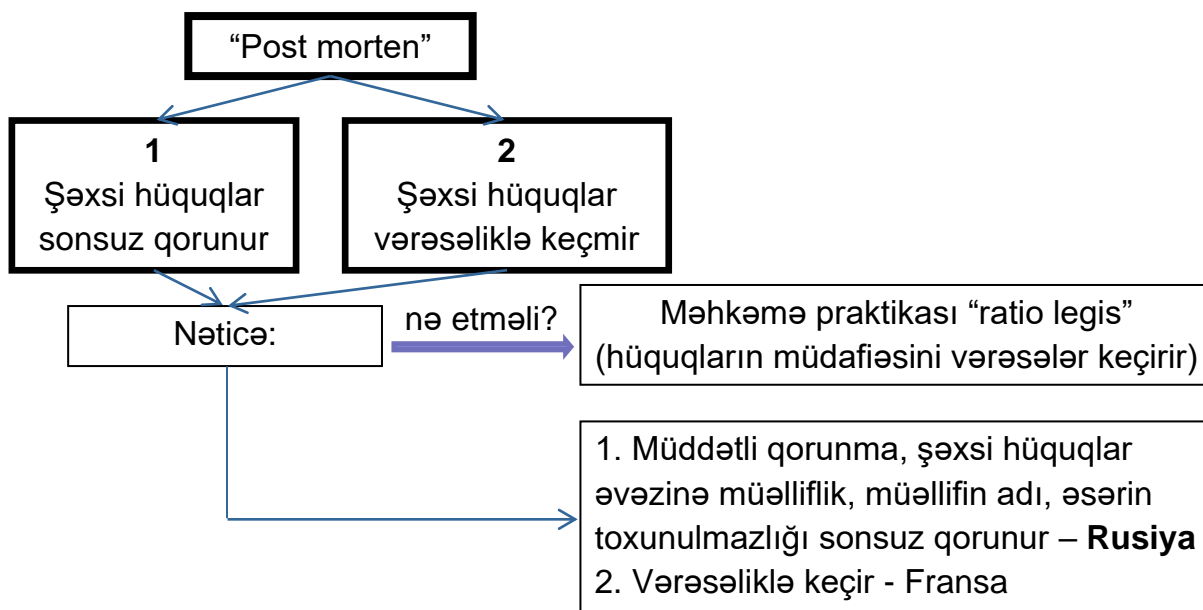 “Post morten”
1
Şəxsi hüquqlar
sonsuz qorunur
2
Şəxsi hüquqlar
vərəsəliklə keçmir
Nəticə:
nə etməli?
Məhkəmə praktikası “ratio legis”
(hüquqların müdafiəsini vərəsələr keçirir)
1. Müddətli qorunma, şəxsi hüquqlar
əvəzinə müəlliflik, müəllifin adı, əsərin
toxunulmazlığı sonsuz qorunur – Rusiya
2. Vərəsəliklə keçir - Fransa